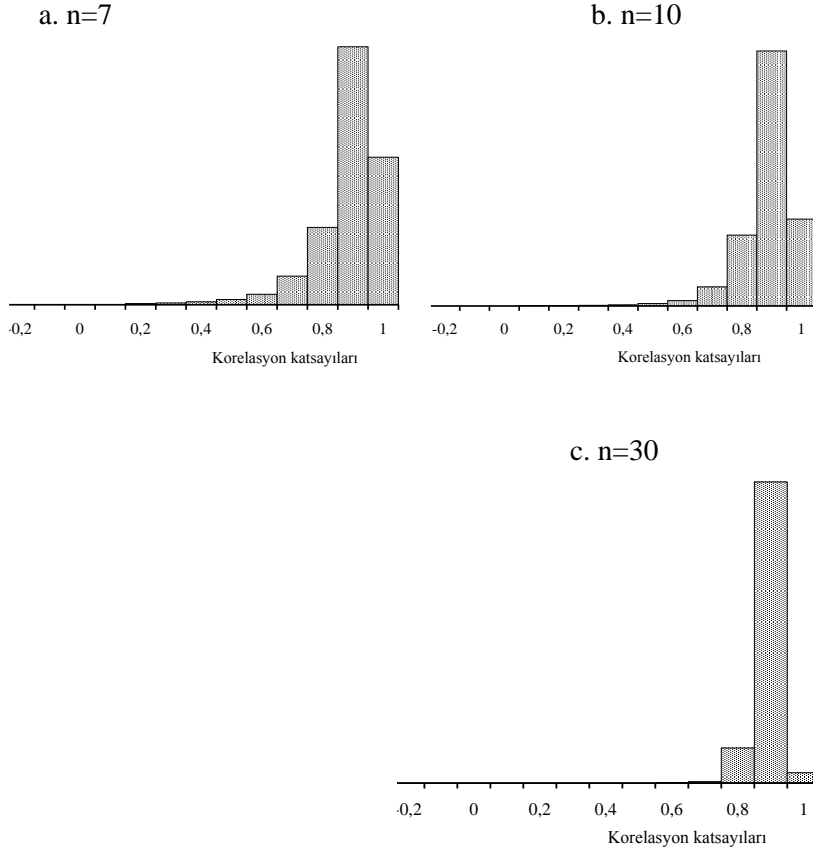 a. n=7
-0,2 0 0,2 0,4 0,6 0,8 1
Korelasyon katsayıları
b. n=10
-0,2 0 0,2 0,4 0,6 0,8 1
Korelasyon katsayıları
c. n=30
-0,2 0 0,2 0,4 0,6 0,8 1
Korelasyon katsayıları